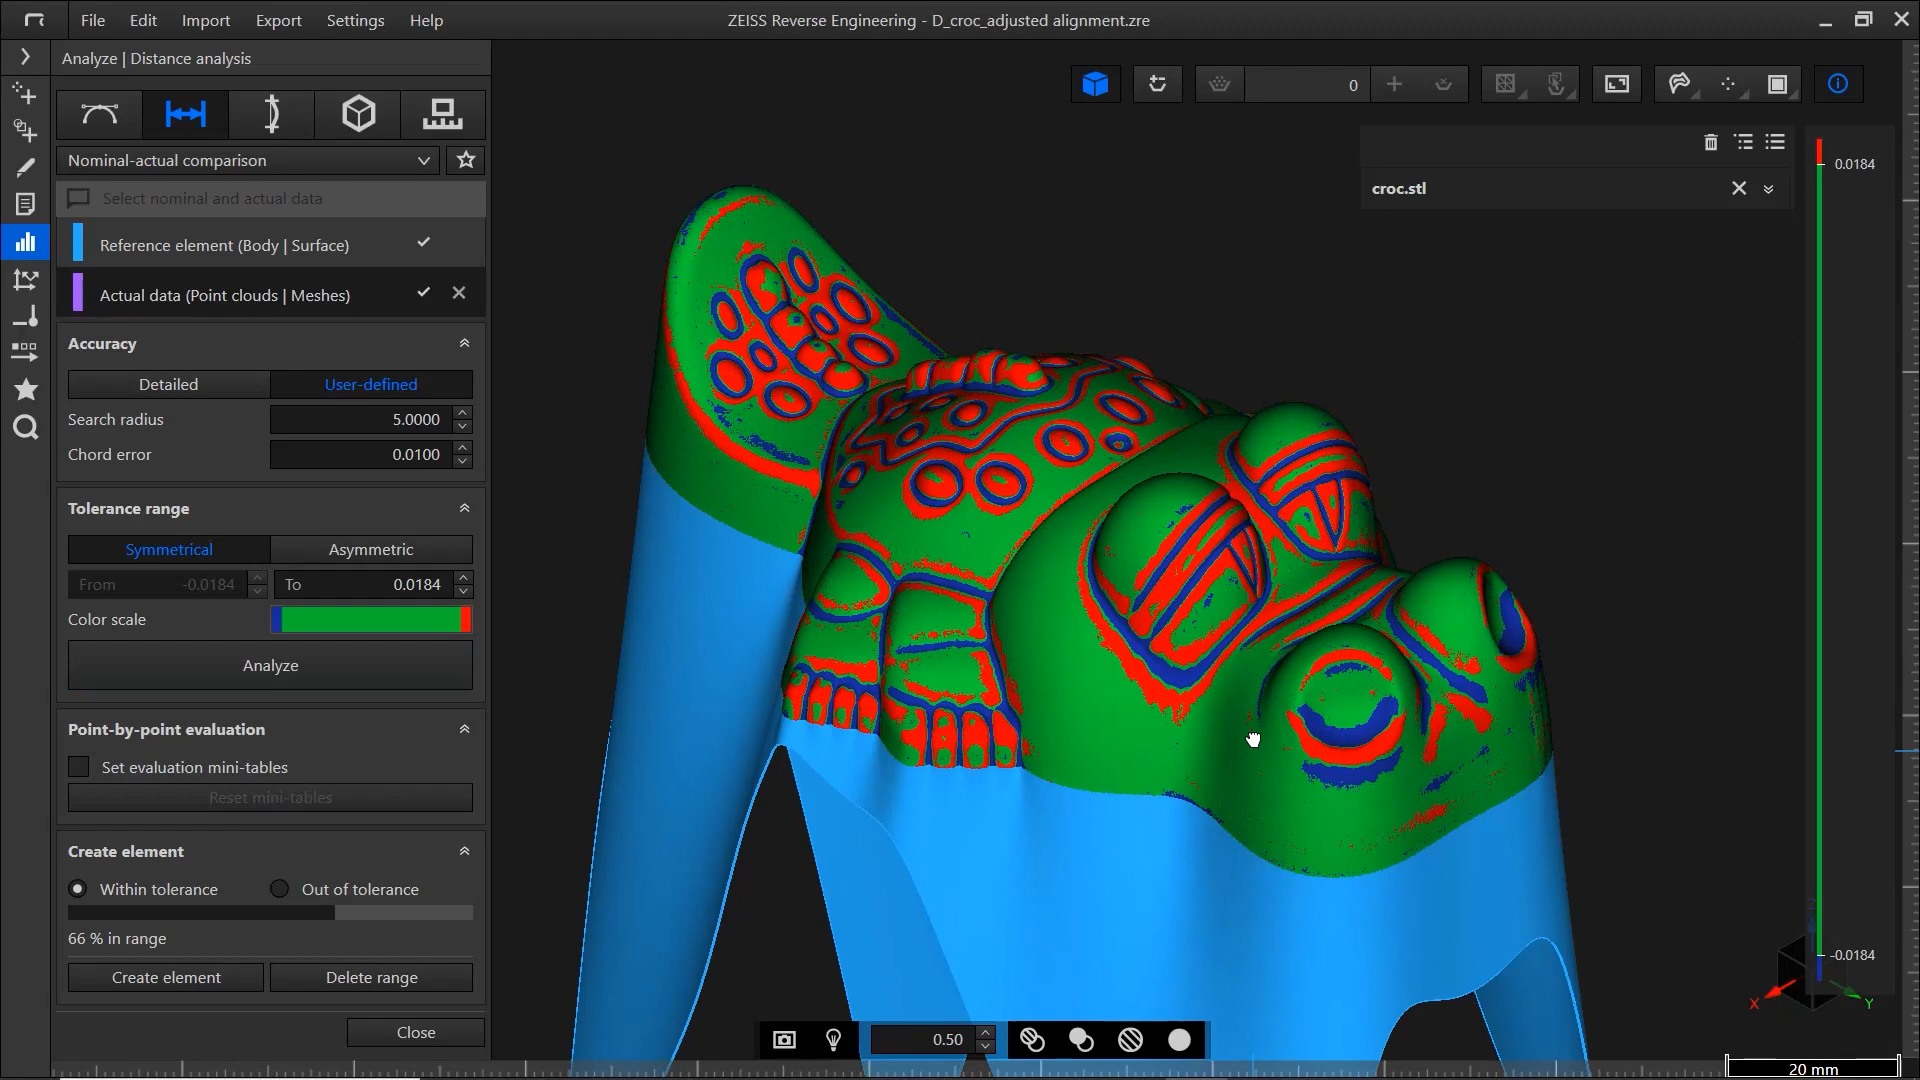 File Edit Import Export Settings Help
ZEISS Reverse Engineering - D_croc_adjusted alignment.zre
Analyze | Distance analysis
0
Nominal-actual comparison
Select nominal and actual data
Reference element (Body | Surface)
Actual data (Point clouds | Meshes)
croc.stl
0.0184
Accuracy
Detailed User-defined
Search radius 5.0000
Chord error 0.0100
Tolerance range
Symmetrical Asymmetric
From -0.0184 To 0.0184
Color scale
Analyze
Point-by-point evaluation
Set evaluation mini-tables
Reset mini-tables
Create element
Within tolerance Out of tolerance
66 % in range
Create element Delete range
Close
-0.0184
Z
X Y
0.50
20 mm